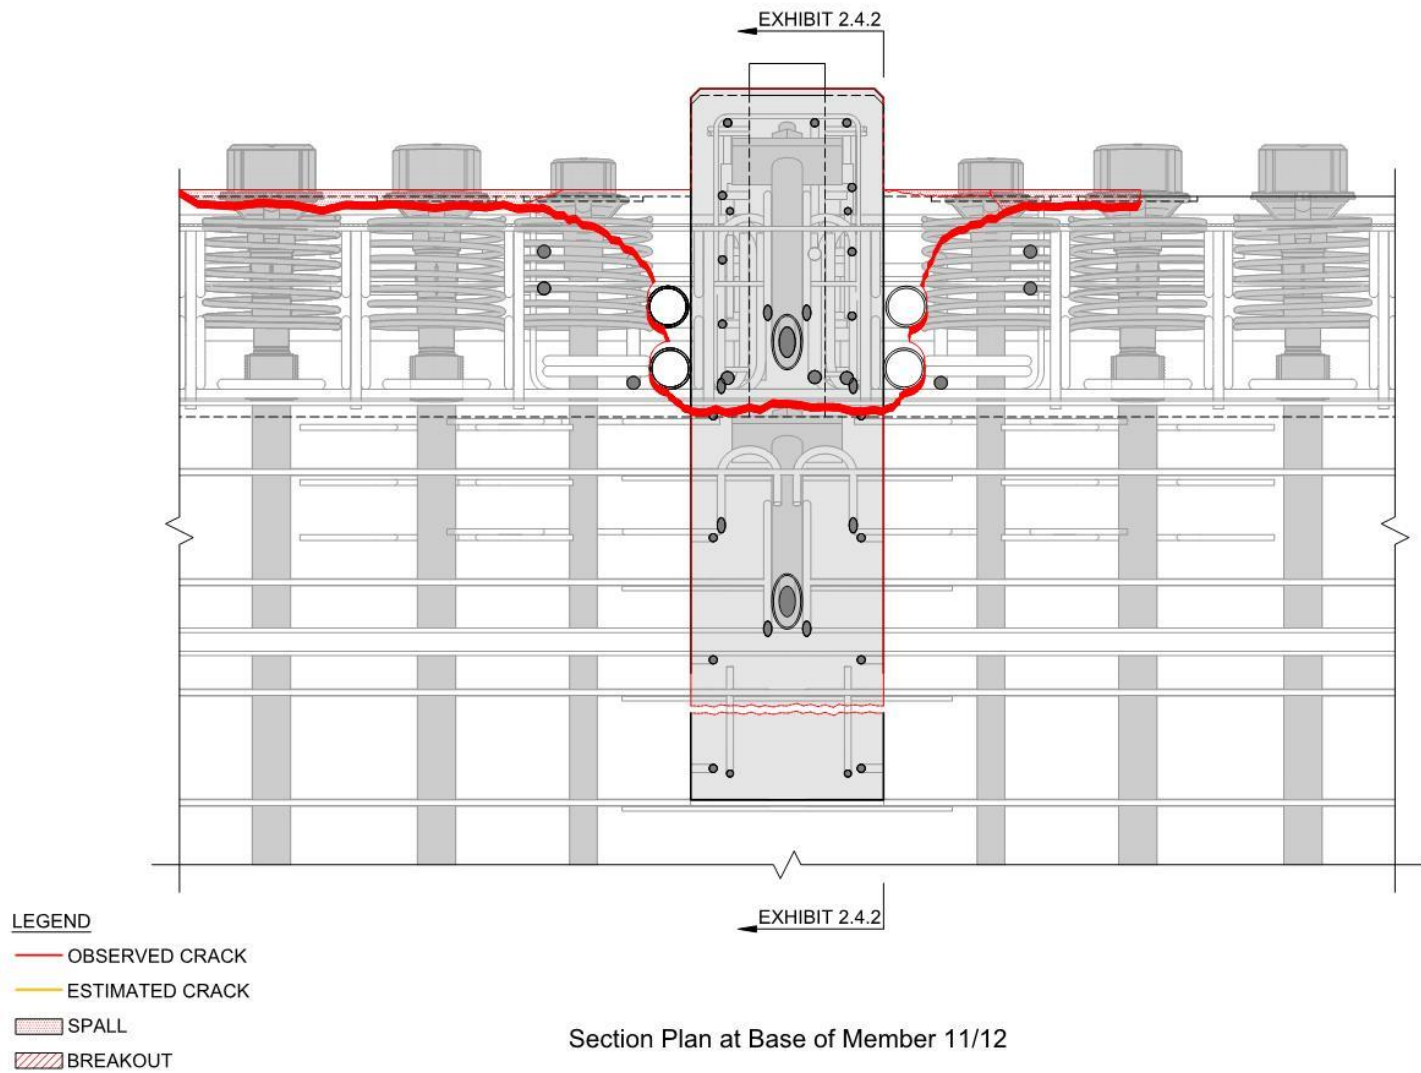 EXHIBIT 2.4.2
EXHIBIT 2.4.2
LEGEND
OBSERVED CRACK
ESTIMATED CRACK
SPALL
BREAKOUT
Section Plan at Base of Member 11/12